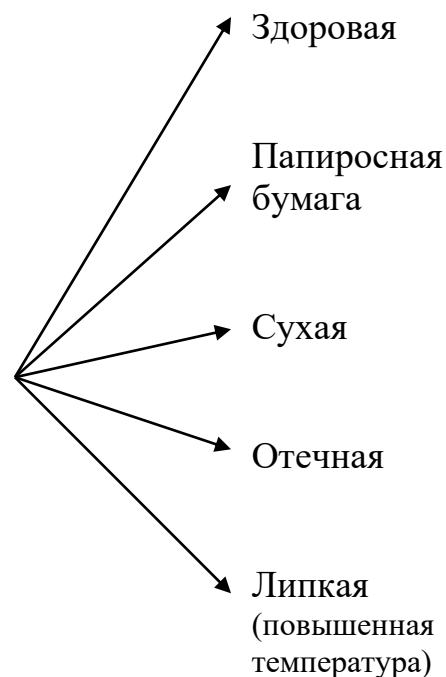 Здоровая
Папиросная
бумага
Сухая
Отечная
Липкая
(повышенная
температура)